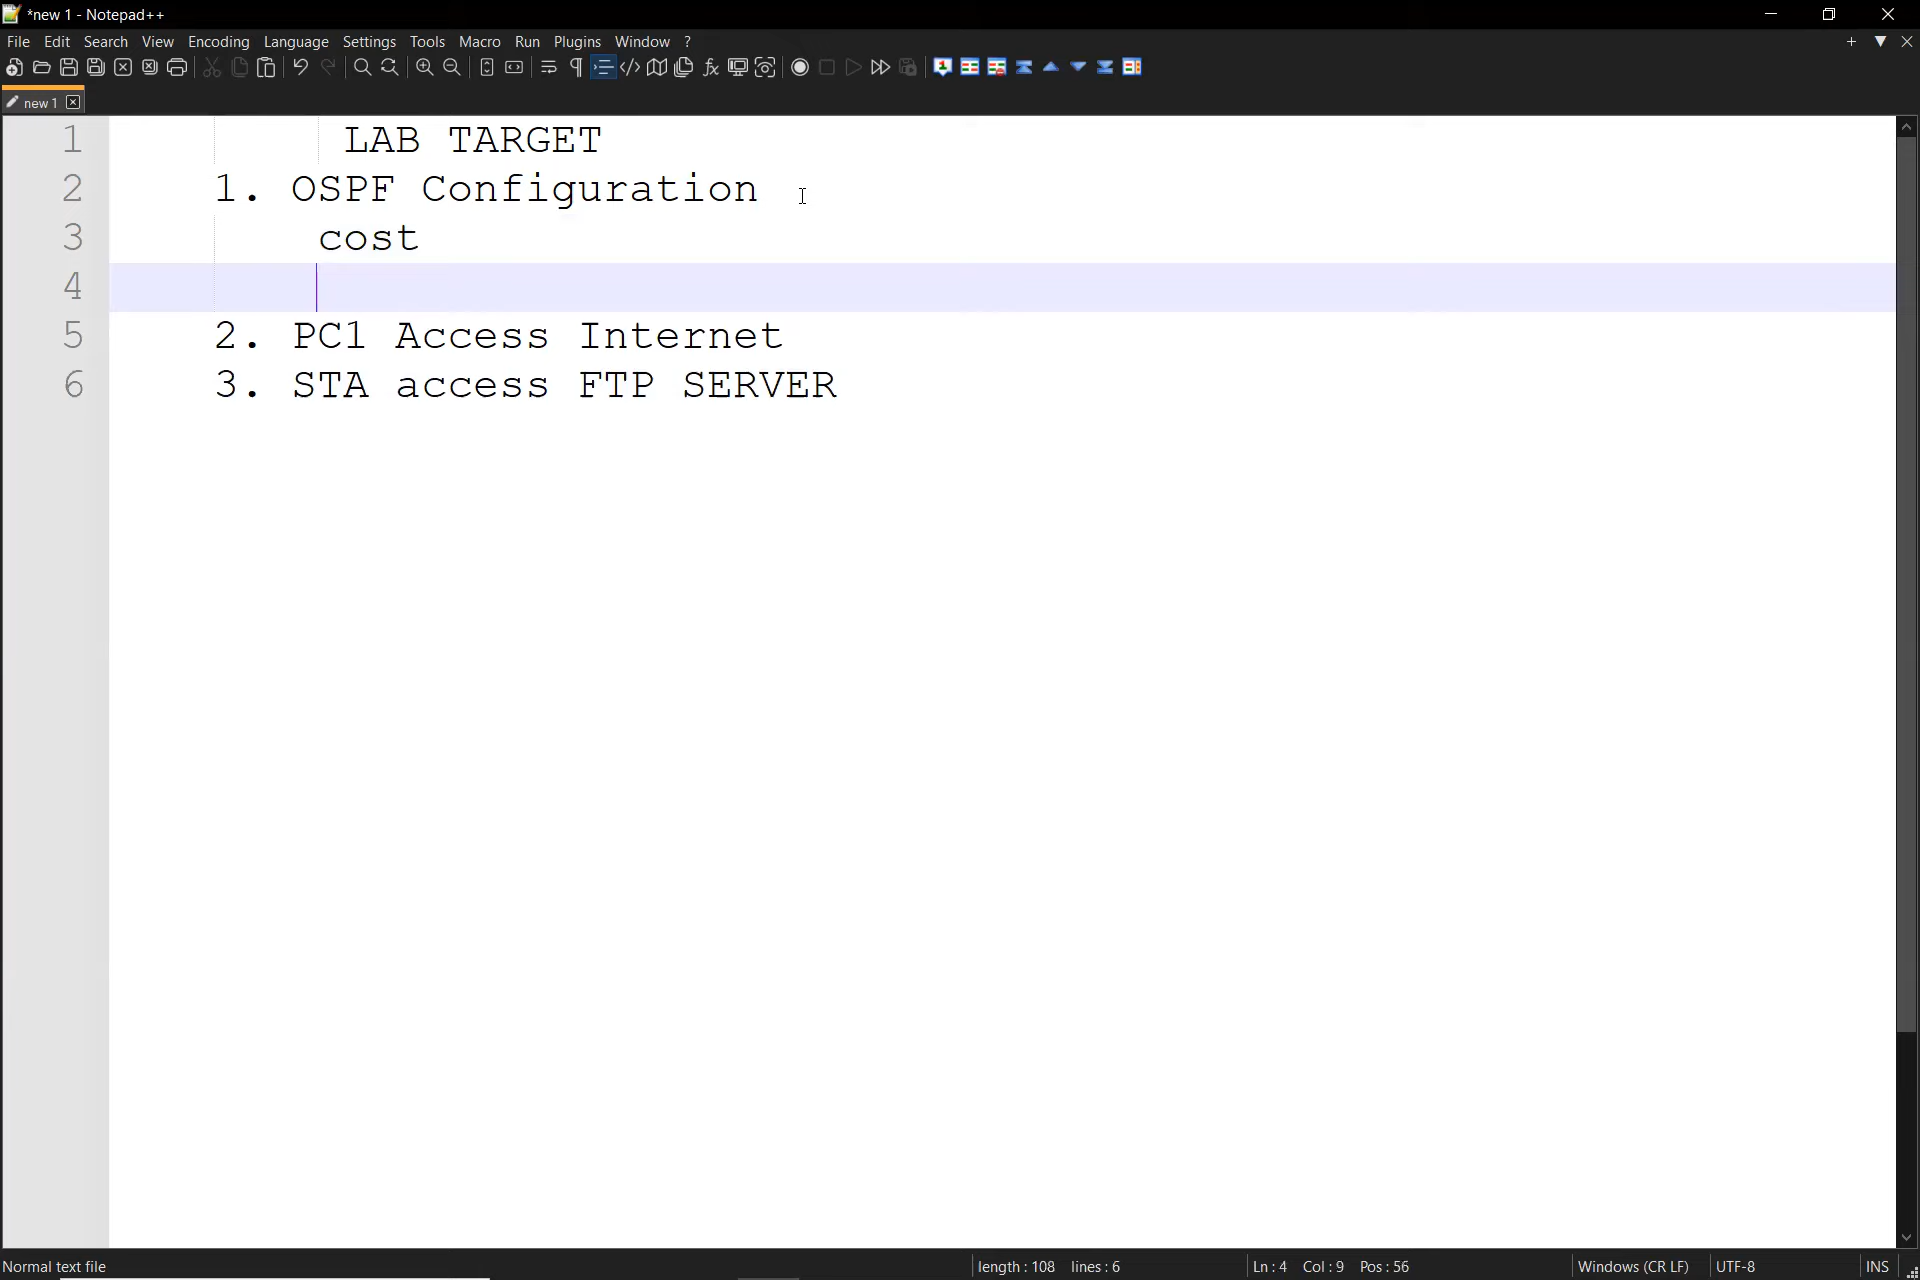 *new 1 - Notepad++
File Edit Search View Encoding Language Settings Tools Macro Run Plugins Window ?
new 1
1 LAB TARGET
2 1. OSPF Configuration
3 cost
4
5 2. PC1 Access Internet
6 3. STA access FTP SERVER
Normal text file length : 108 lines : 6 Ln : 4 Col : 9 Pos : 56 Windows (CR LF) UTF-8 INS